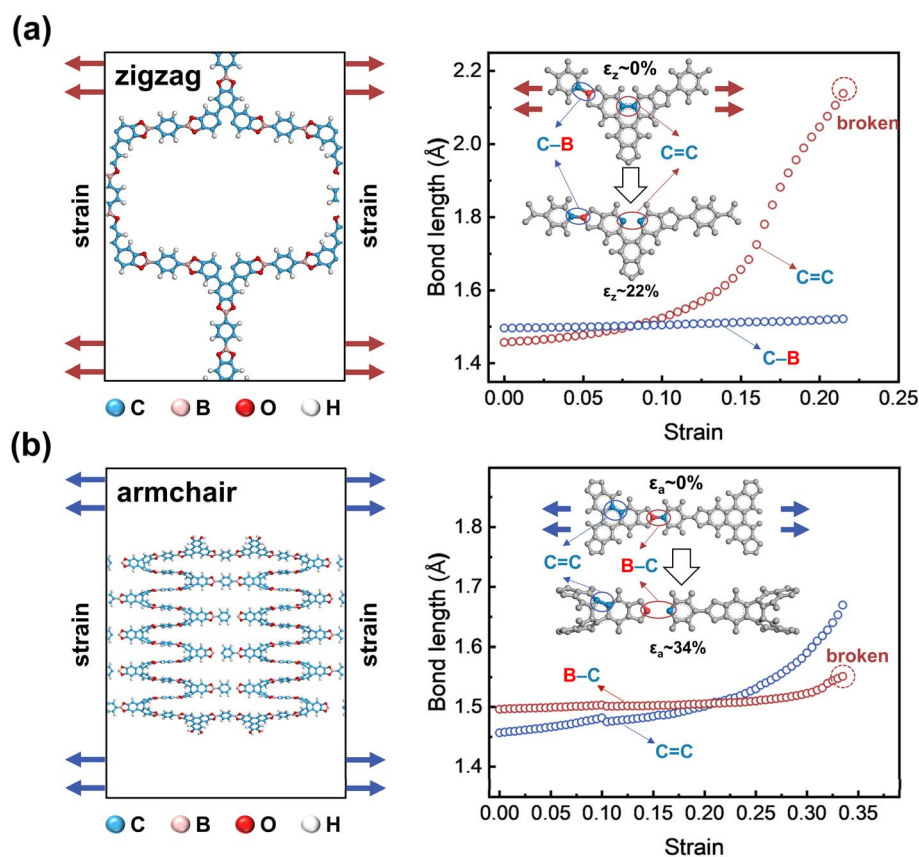 (a)
zigzag
strain
strain
C B O H
Bond length (Å)
2.2
2.0
1.8
1.6
1.4
0.00 0.05 0.10 0.15 0.20 0.25
Strain
εz~0%
C–B
C=C
εz~22%
broken
C=C
C–B
(b)
armchair
strain
strain
C B O H
Bond length (Å)
1.8
1.7
1.6
1.5
1.4
0.00 0.05 0.10 0.15 0.20 0.25 0.30 0.35
Strain
εa~0%
C=C
B–C
εa~34%
B–C
broken
C=C